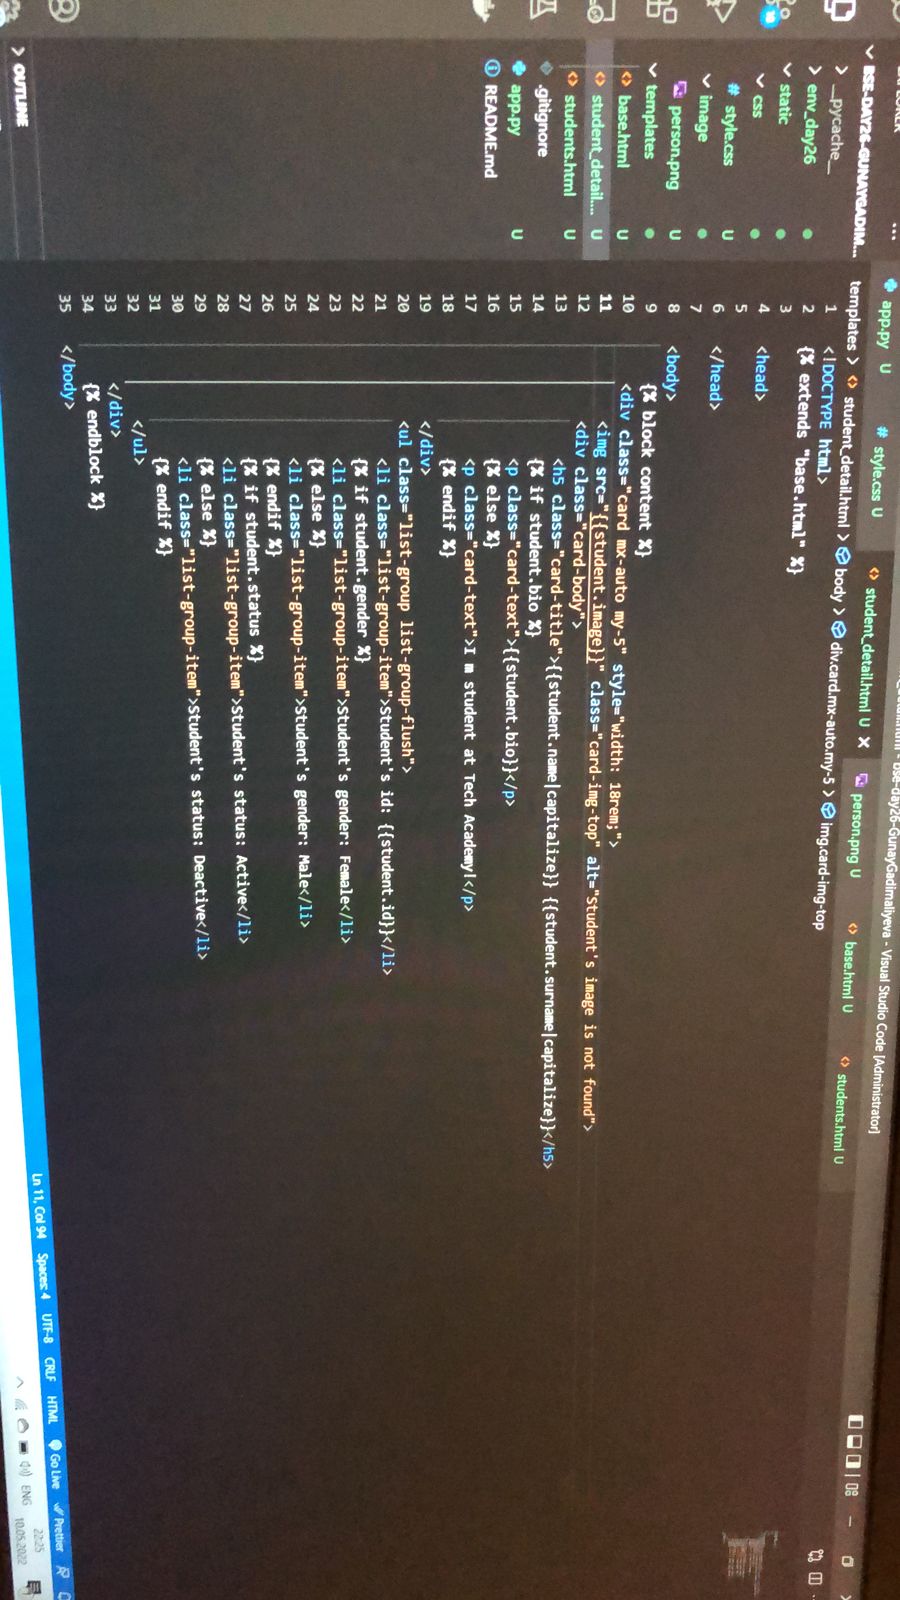 student_detail.html - bse-day26-GunayGadimaliyeva - Visual Studio Code [Administrator]
EXPLORER
BSE-DAY26-GUNAYGADIM...
__pycache__
env_day26
static
css
# style.css U
image
person.png U
templates
<> base.html U
<> student_detail.... U
<> students.html U
.gitignore
app.py U
README.md
OUTLINE
app.py U
# style.css U
<> student_detail.html U ×
person.png U
<> base.html U
<> students.html U
templates > <> student_detail.html > body > div.card.mx-auto.my-5 > img.card-img-top
1 <!DOCTYPE html>
2 {% extends "base.html" %}
3
4 <head>
5
6 </head>
7
8 <body>
9 {% block content %}
10 <div class="card mx-auto my-5" style="width: 18rem;">
11 <img src="{{student.image}}" class="card-img-top" alt="Student's image is not found">
12 <div class="card-body">
13 <h5 class="card-title">{{student.name|capitalize}} {{student.surname|capitalize}}</h5>
14 {% if student.bio %}
15 <p class="card-text">{{student.bio}}</p>
16 {% else %}
17 <p class="card-text">I m student at Tech Academy!</p>
18 {% endif %}
19 </div>
20 <ul class="list-group list-group-flush">
21 <li class="list-group-item">Student's id: {{student.id}}</li>
22 {% if student.gender %}
23 <li class="list-group-item">Student's gender: Female</li>
24 {% else %}
25 <li class="list-group-item">Student's gender: Male</li>
26 {% endif %}
27 {% if student.status %}
28 <li class="list-group-item">Student's status: Active</li>
29 {% else %}
30 <li class="list-group-item">Student's status: Deactive</li>
31 {% endif %}
32 </ul>
33 </div>
34 {% endblock %}
35 </body>
Ln 11, Col 94 Spaces: 4 UTF-8 CRLF HTML Go Live Prettier
ENG 22:25
10.05.2022